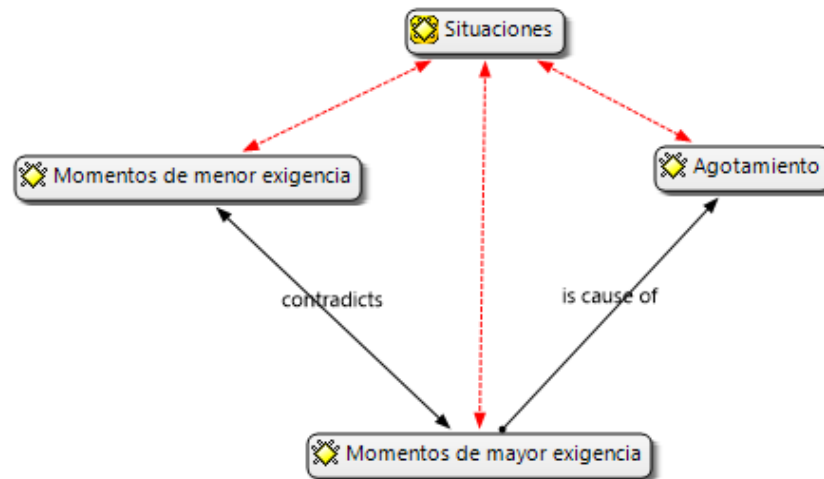 Situaciones
Momentos de menor exigencia
Agotamiento
contradicts
is cause of
Momentos de mayor exigencia